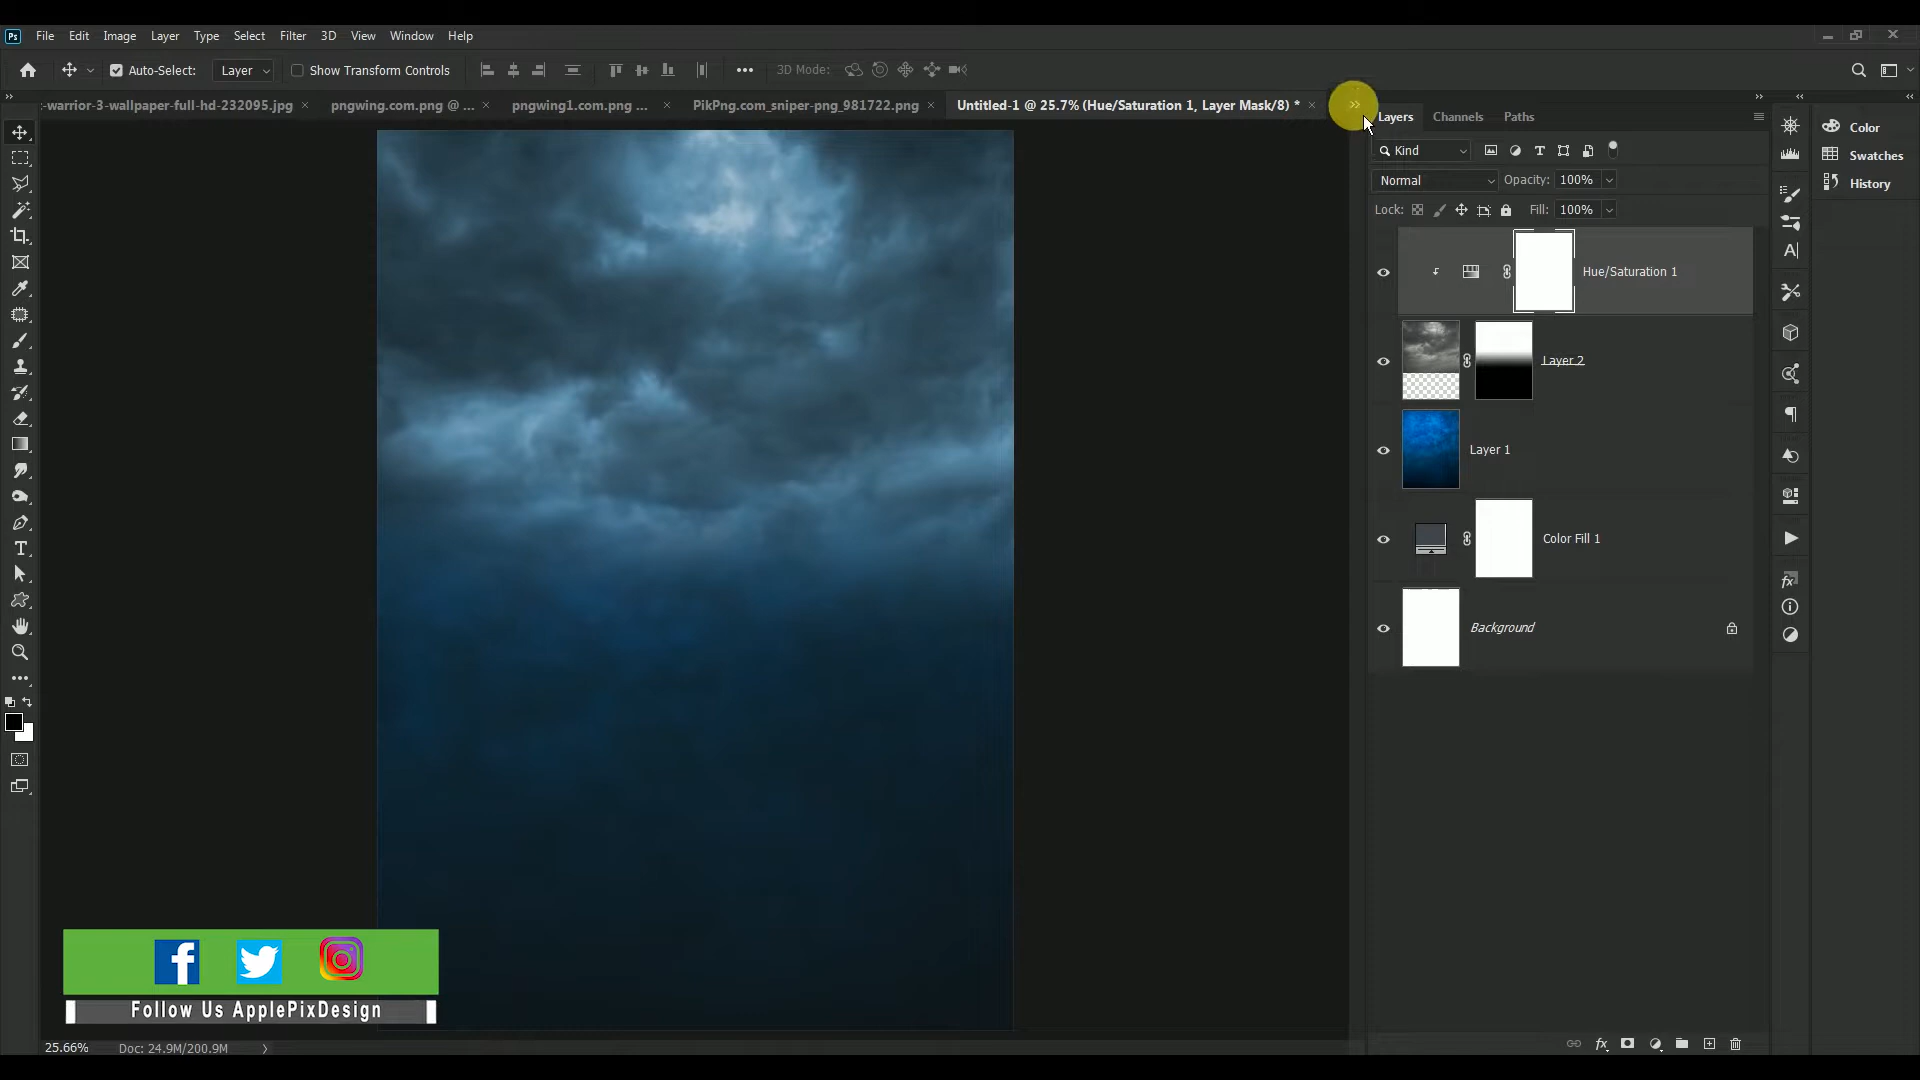 Ps File Edit Image Layer Type Select Filter 3D View Window Help
Auto-Select: Layer Show Transform Controls 3D Mode:
:-warrior-3-wallpaper-full-hd-232095.jpg pngwing.com.png @ ... pngwing1.com.png ... PikPng.com_sniper-png_981722.png Untitled-1 @ 25.7% (Hue/Saturation 1, Layer Mask/8) *
Layers Channels Paths
Color
Kind
Swatches
Normal Opacity: 100%
History
Lock: Fill: 100%
Hue/Saturation 1
Layer 2
Layer 1
Color Fill 1
Background
fx
Follow Us ApplePixDesign
25.66% Doc: 24.9M/200.9M
fx